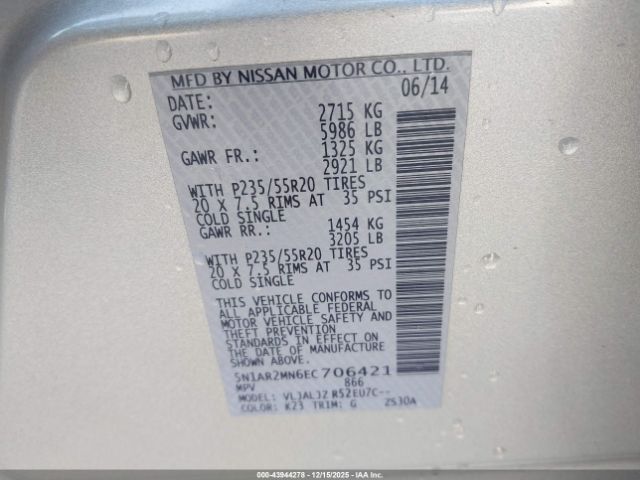 MFD BY NISSAN MOTOR CO., LTD.
DATE: 06/14
GVWR: 2715 KG
5986 LB
GAWR FR.: 1325 KG
2921 LB
WITH P235/55R20 TIRES
20 X 7.5 RIMS AT 35 PSI
COLD SINGLE
GAWR RR.: 1454 KG
3205 LB
WITH P235/55R20 TIRES
20 X 7.5 RIMS AT 35 PSI
COLD SINGLE
THIS VEHICLE CONFORMS TO
ALL APPLICABLE FEDERAL
MOTOR VEHICLE SAFETY AND
THEFT PREVENTION
STANDARDS IN EFFECT ON
THE DATE OF MANUFACTURE
SHOWN ABOVE.
5N1AR2MN6EC706421
MPV 866
MODEL: VLJALJZ R52EU7C--
COLOR: K23 TRIM: G ZS30A
000-43944278 - 12/15/2025 - IAA